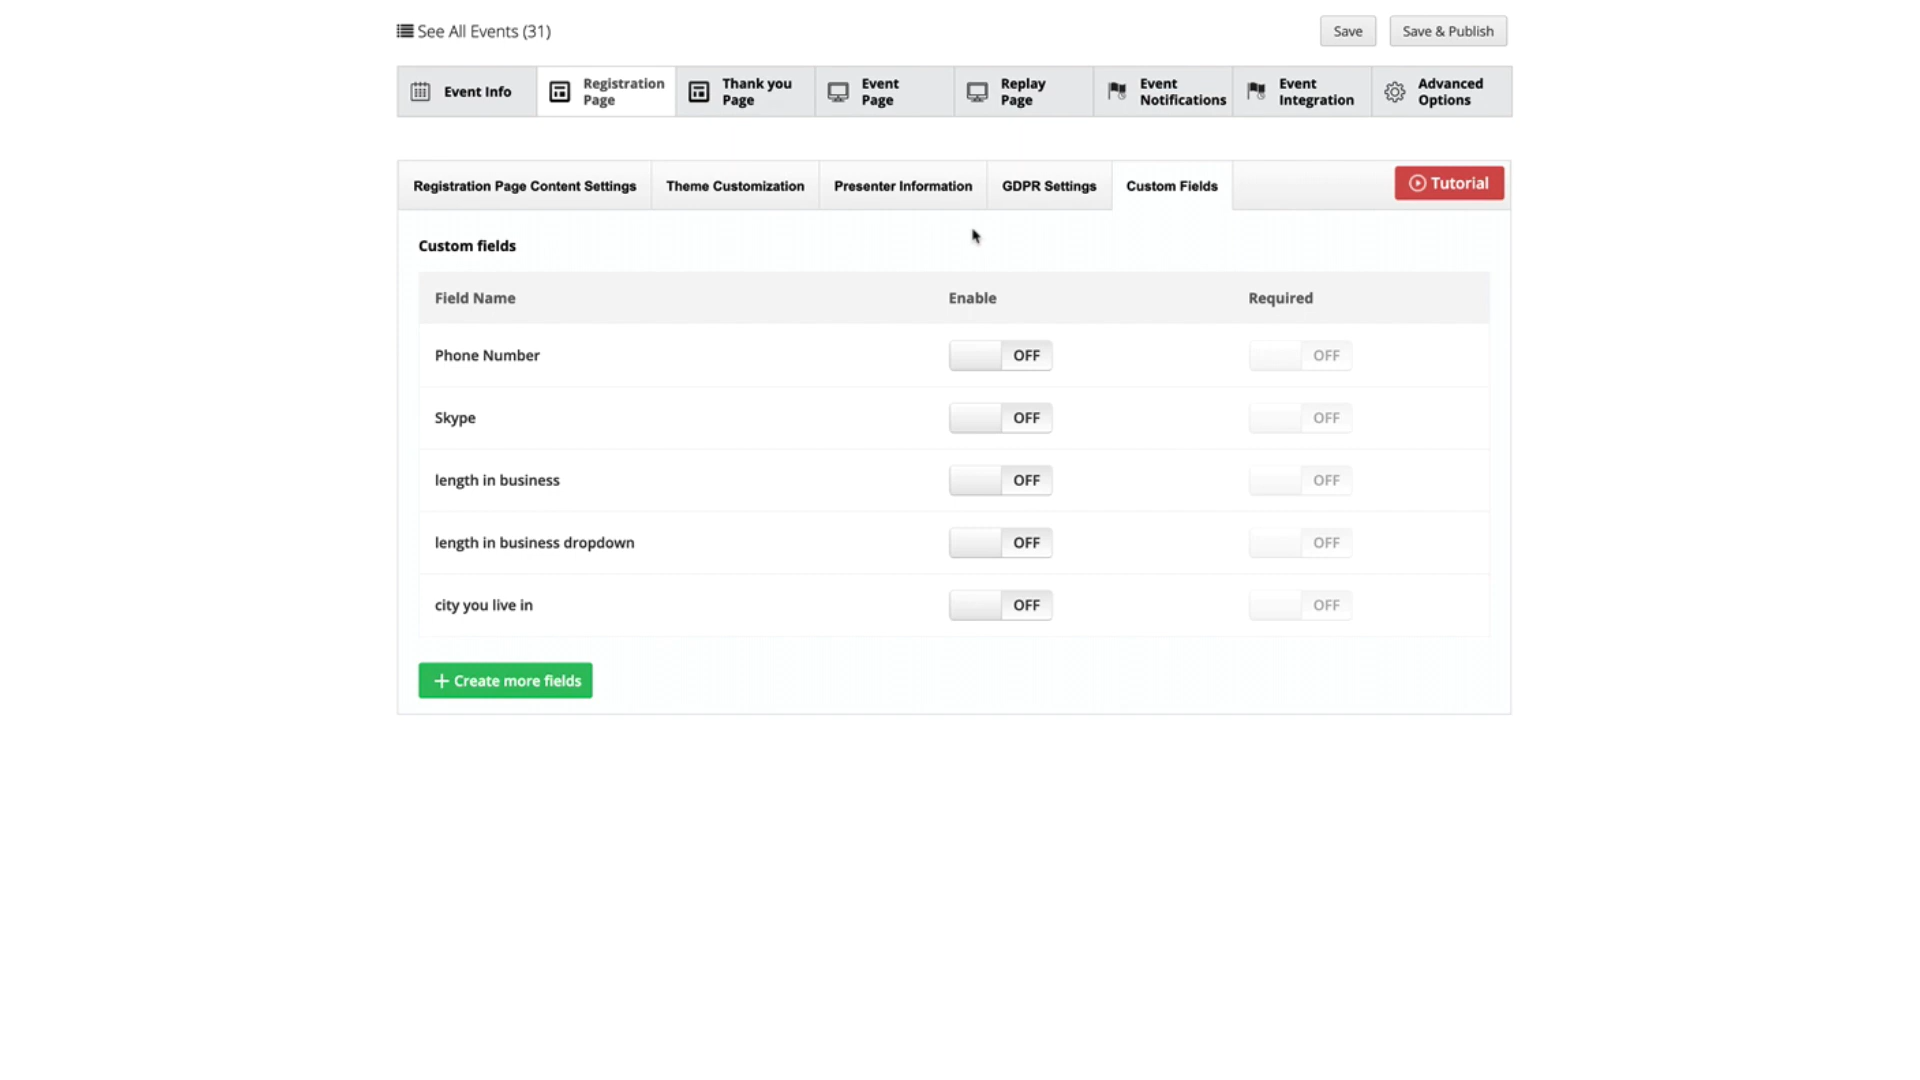 See All Events (31)
Save
Save & Publish
Event Info
Registration
Page
Thank you
Page
Event
Page
Replay
Page
Event
Notifications
Event
Integration
Advanced
Options
Registration Page Content Settings
Theme Customization
Presenter Information
GDPR Settings
Custom Fields
Tutorial
Custom fields
Field Name
Enable
Required
Phone Number
OFF
OFF
Skype
OFF
OFF
length in business
OFF
OFF
length in business dropdown
OFF
OFF
city you live in
OFF
OFF
+ Create more fields